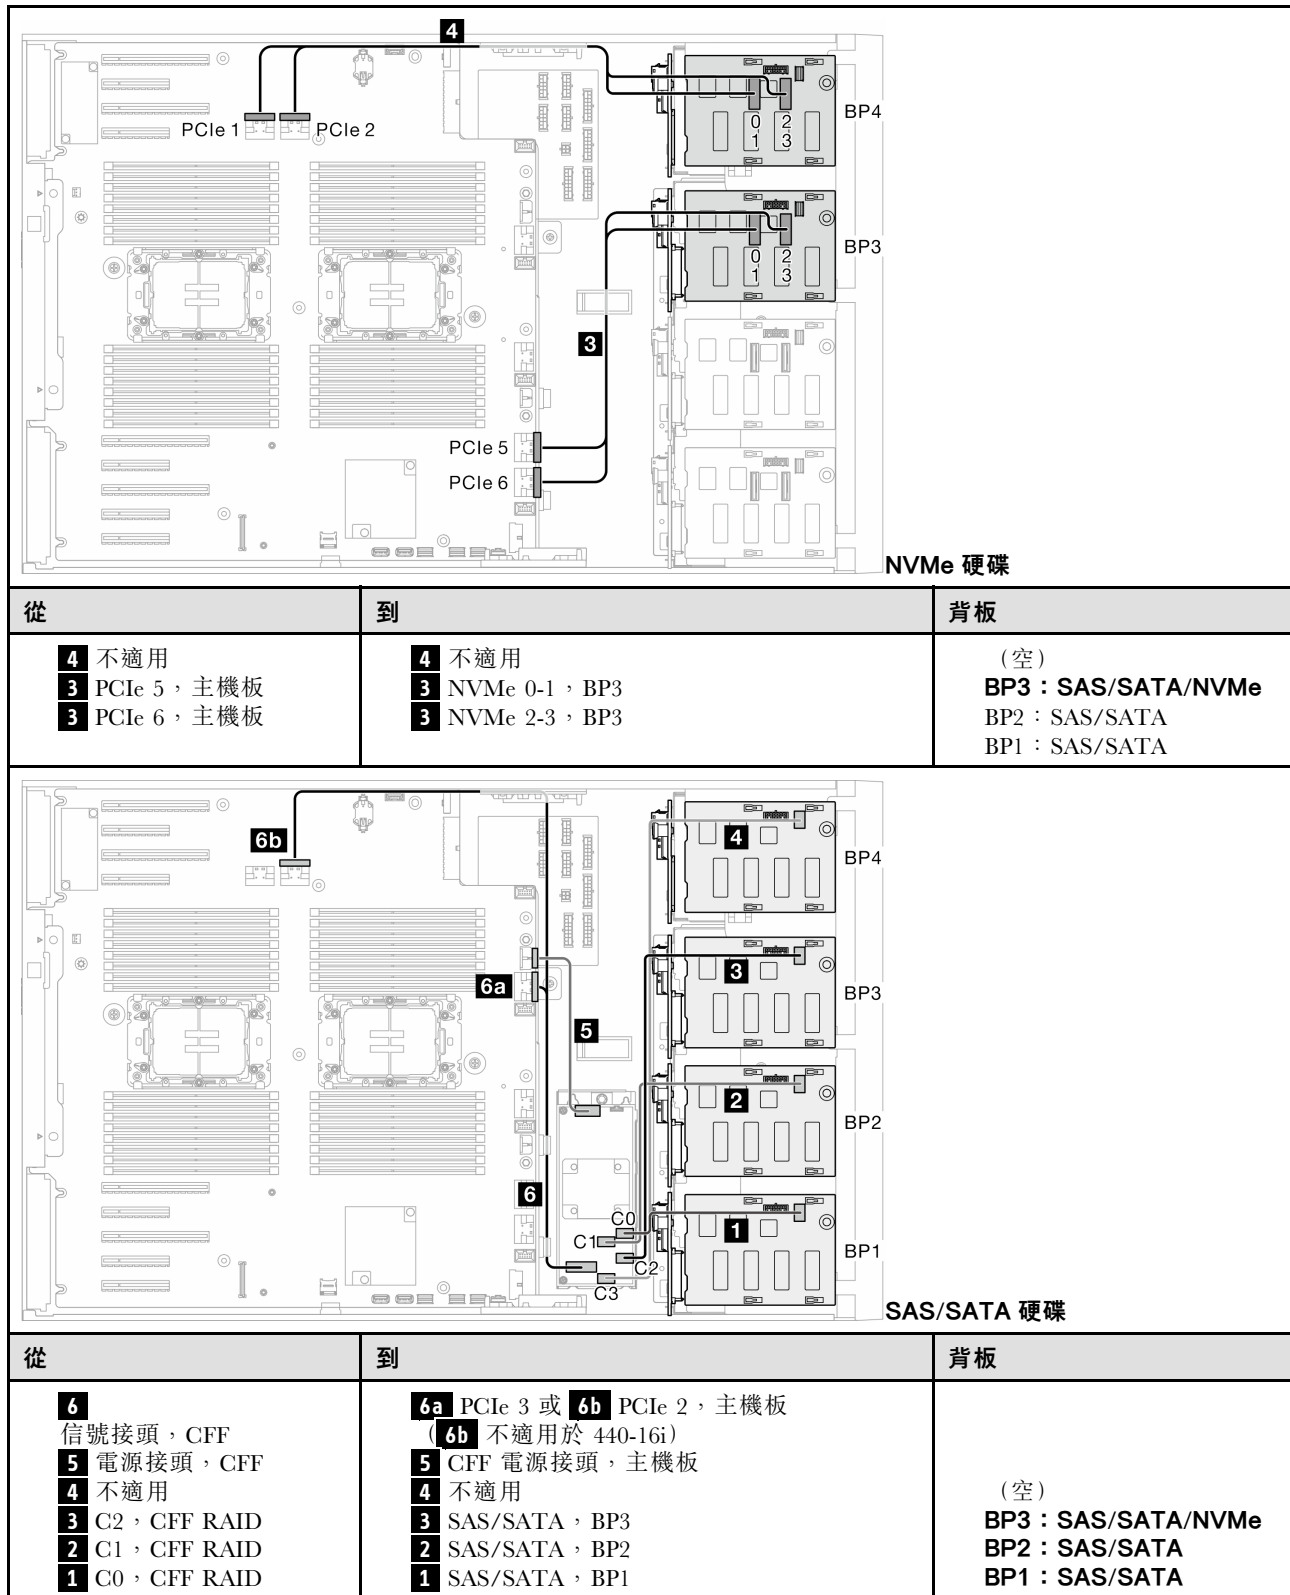 4
PCIe 1
PCIe 2
0
1
2
3
BP4
0
1
2
3
BP3
3
PCIe 5
PCIe 6
NVMe 硬碟
從
到
背板
4 不適用
3 PCIe 5，主機板
3 PCIe 6，主機板
4 不適用
3 NVMe 0-1，BP3
3 NVMe 2-3，BP3
（空）
BP3：SAS/SATA/NVMe
BP2：SAS/SATA
BP1：SAS/SATA
6b
4
BP4
3
BP3
6a
5
2
BP2
6
C0
C1
C2
C3
1
BP1
SAS/SATA 硬碟
從
到
背板
6
信號接頭，CFF
5 電源接頭，CFF
4 不適用
3 C2，CFF RAID
2 C1，CFF RAID
1 C0，CFF RAID
6a PCIe 3 或 6b PCIe 2，主機板
（6b 不適用於 440-16i）
5 CFF 電源接頭，主機板
4 不適用
3 SAS/SATA，BP3
2 SAS/SATA，BP2
1 SAS/SATA，BP1
（空）
BP3：SAS/SATA/NVMe
BP2：SAS/SATA
BP1：SAS/SATA